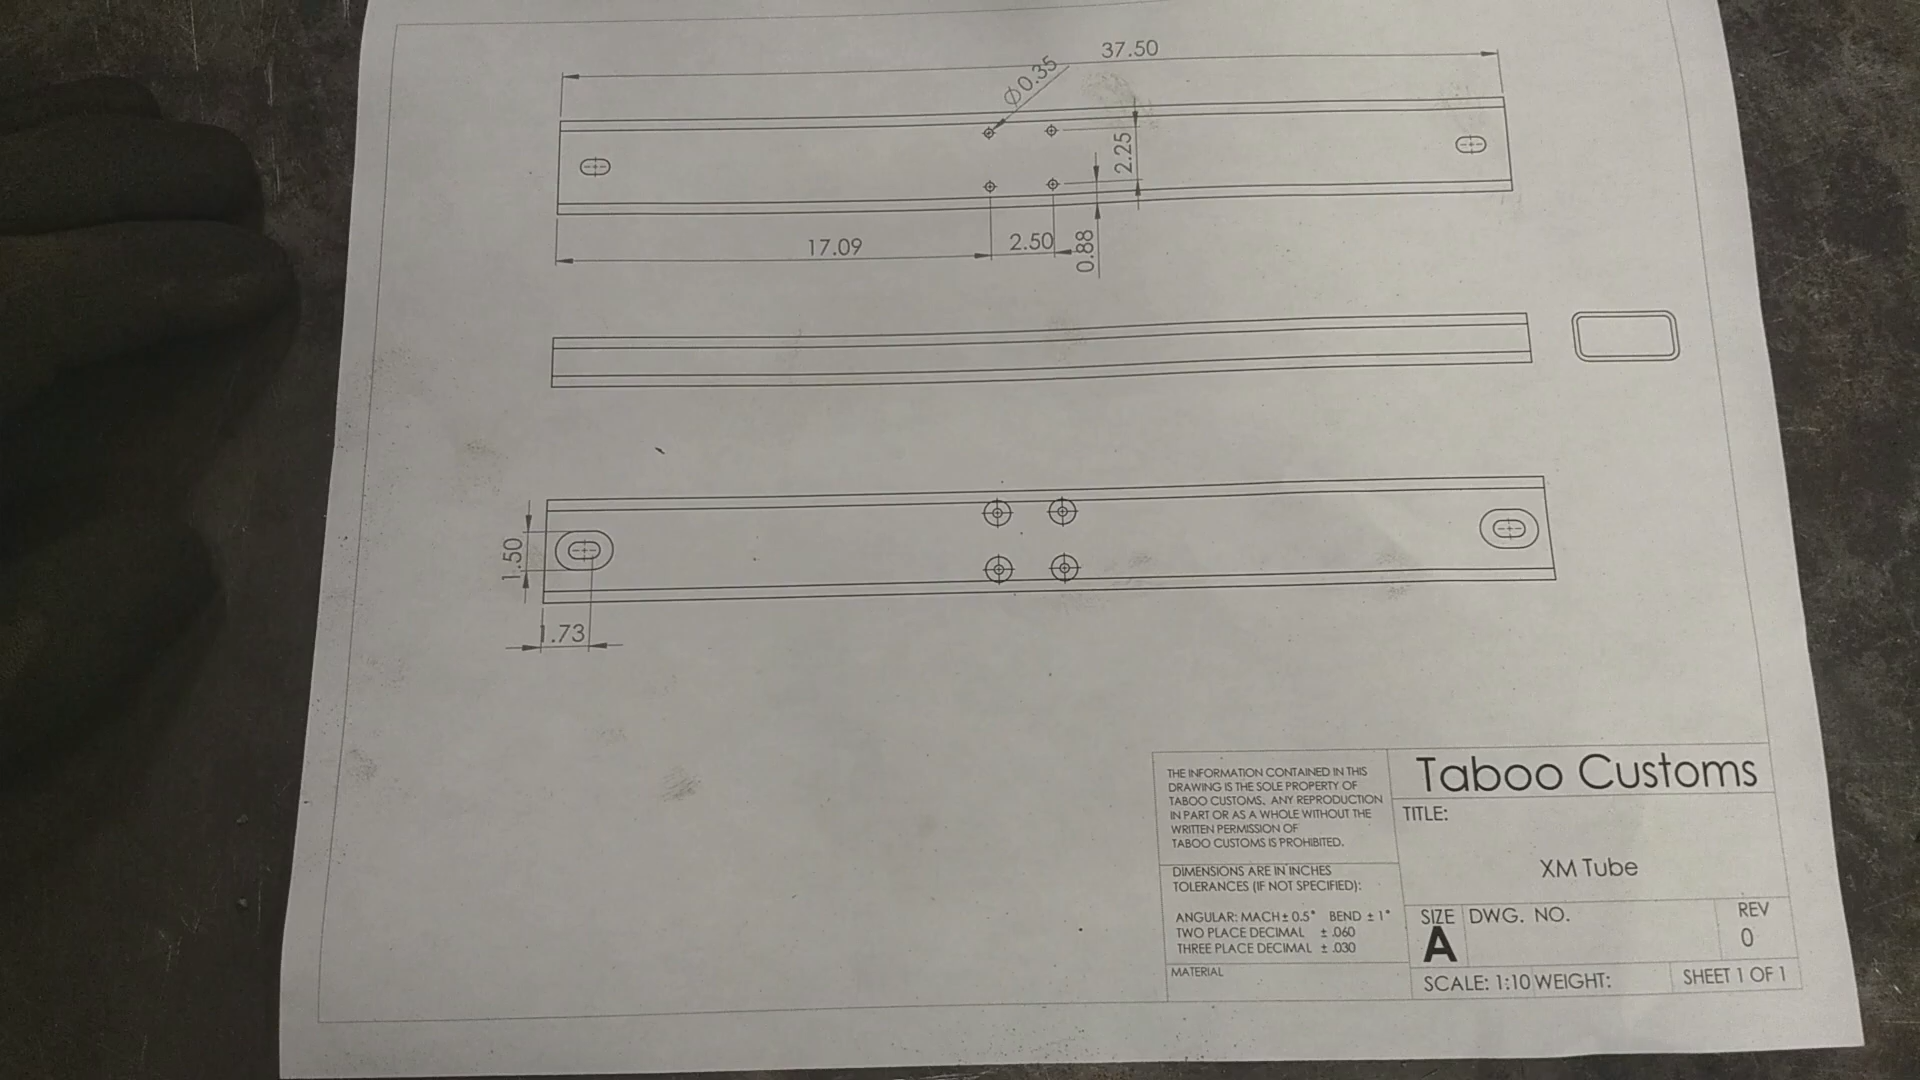 37.50
Ø0.35
2.25
17.09
2.50
0.88
1.50
1.73
THE INFORMATION CONTAINED IN THIS
DRAWING IS THE SOLE PROPERTY OF
TABOO CUSTOMS. ANY REPRODUCTION
IN PART OR AS A WHOLE WITHOUT THE
WRITTEN PERMISSION OF
TABOO CUSTOMS IS PROHIBITED.
DIMENSIONS ARE IN INCHES
TOLERANCES (IF NOT SPECIFIED):
ANGULAR: MACH± 0.5° BEND ± 1°
TWO PLACE DECIMAL ± .060
THREE PLACE DECIMAL ± .030
MATERIAL
Taboo Customs
TITLE:
XM Tube
SIZE
A
DWG. NO.
REV
0
SCALE: 1:10
WEIGHT:
SHEET 1 OF 1